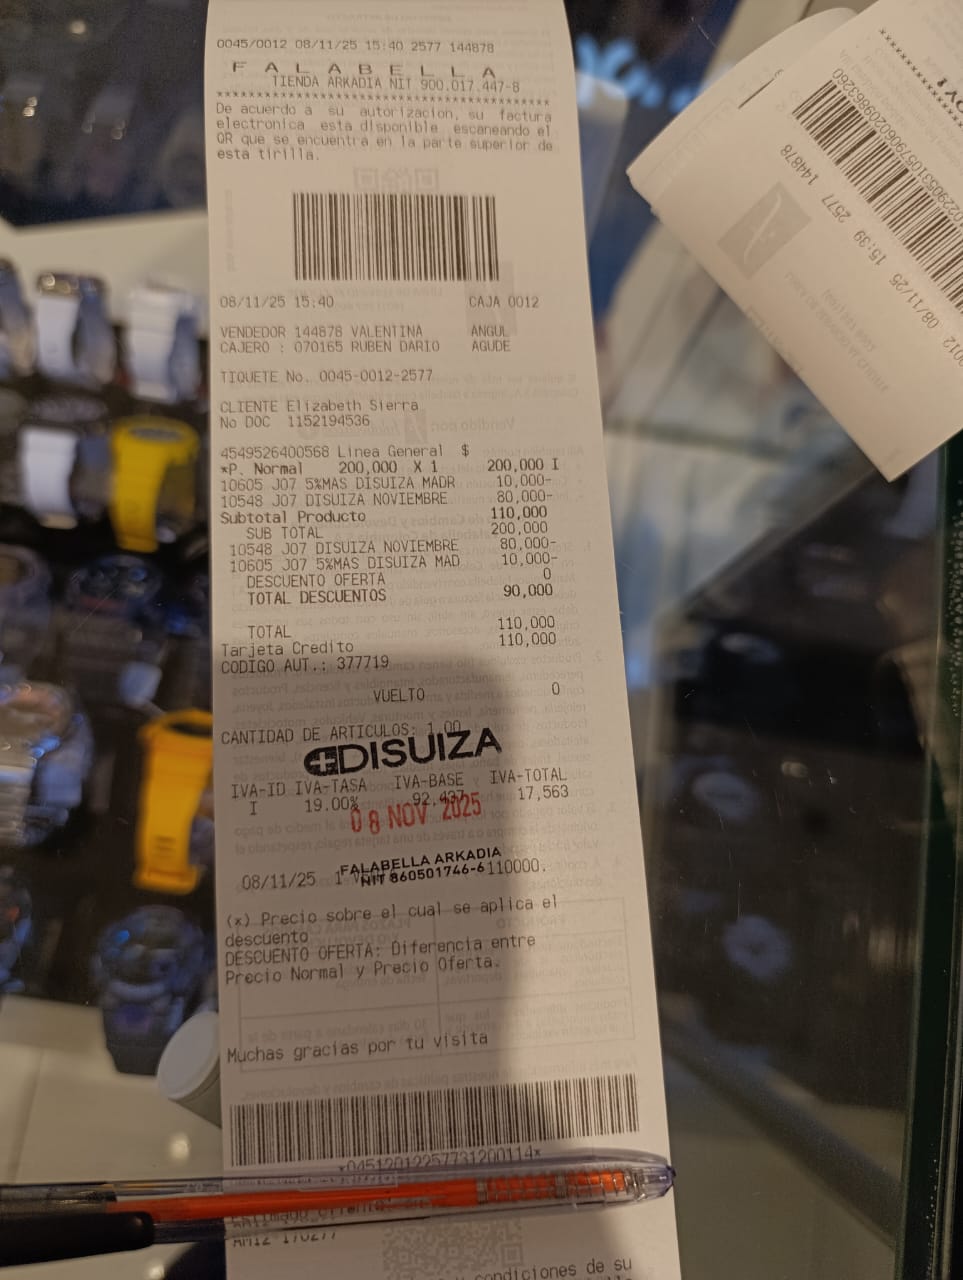 0045/0012 08/11/25 15:40 2577 144878
F A L A B E L L A
TIENDA ARKADIA NIT 900.017.447-8
De acuerdo a su autorizacion, su factura
electronica esta disponible escaneando el
QR que se encuentra en la parte superior de
esta tirilla.
08/11/25 15:40 CAJA 0012
VENDEDOR 144878 VALENTINA ANGUL
CAJERO : 070165 RUBEN DARIO AGUDE
TIQUETE No. 0045-0012-2577
CLIENTE Elizabeth Sierra
No DOC 1152194536
4549526400568 Linea General $
*P. Normal 200,000 X 1 200,000 I
10605 J07 5%MAS DISUIZA MADR 10,000-
10548 J07 DISUIZA NOVIEMBRE 80,000-
Subtotal Producto 110,000
SUB TOTAL 200,000
10548 J07 DISUIZA NOVIEMBRE 80,000-
10605 J07 5%MAS DISUIZA MAD 10,000-
DESCUENTO OFERTA 0
TOTAL DESCUENTOS 90,000
TOTAL 110,000
Tarjeta Credito 110,000
CODIGO AUT.: 377719
VUELTO 0
CANTIDAD DE ARTICULOS: 1.00
DISUIZA
IVA-ID IVA-TASA IVA-BASE IVA-TOTAL
I 19.00% 92,437 17,563
08 NOV 2025
FALABELLA ARKADIA
NIT 860501746-6
08/11/25 110000.
(*) Precio sobre el cual se aplica el
descuento
DESCUENTO OFERTA: Diferencia entre
Precio Normal y Precio Oferta.
Muchas gracias por tu visita
*04512012257731200114*
condiciones de su
08/11/25 15:39 2577 144878